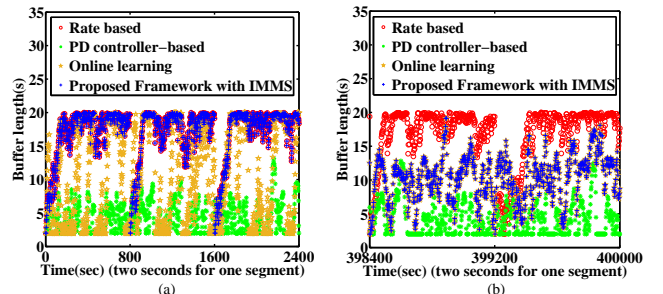 35
30
25
20
15
10
5
0
Buffer length(s)
Rate based
PD controller-based
Online learning
Proposed Framework with IMMS
0 800 1600 2400
Time(sec) (two seconds for one segment)
(a)
35
30
25
20
15
10
5
0
Buffer length(s)
Rate based
PD controller-based
Online learning
Proposed Framework with IMMS
398400 399200 400000
Time(sec) (two seconds for one segment)
(b)